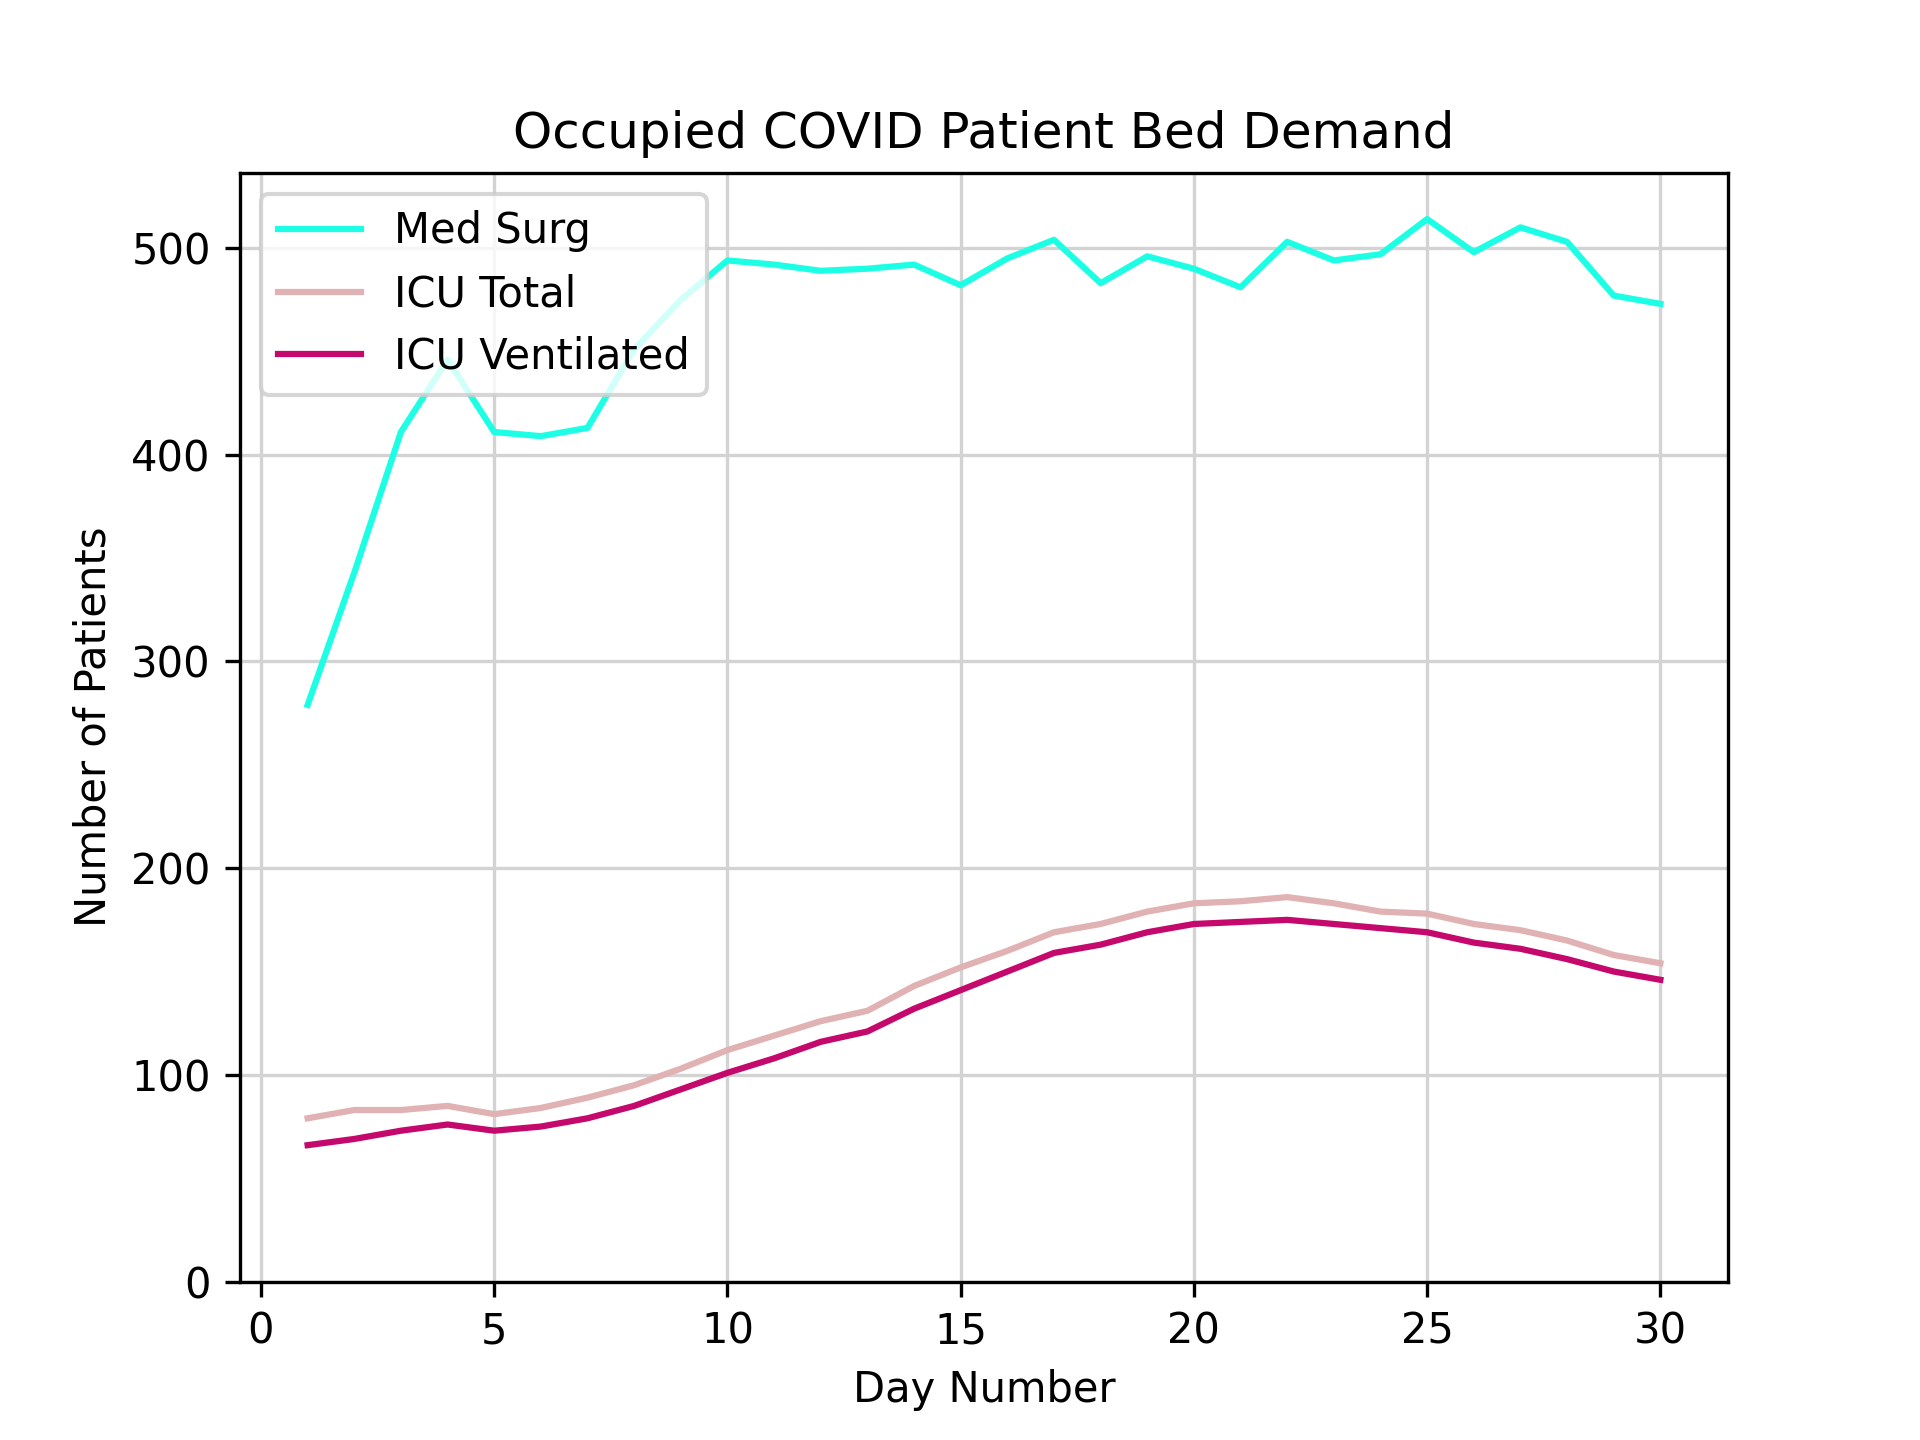 Occupied COVID Patient Bed Demand
Med Surg
ICU Total
ICU Ventilated
Number of Patients
500
400
300
200
100
0
0 5 10 15 20 25 30
Day Number